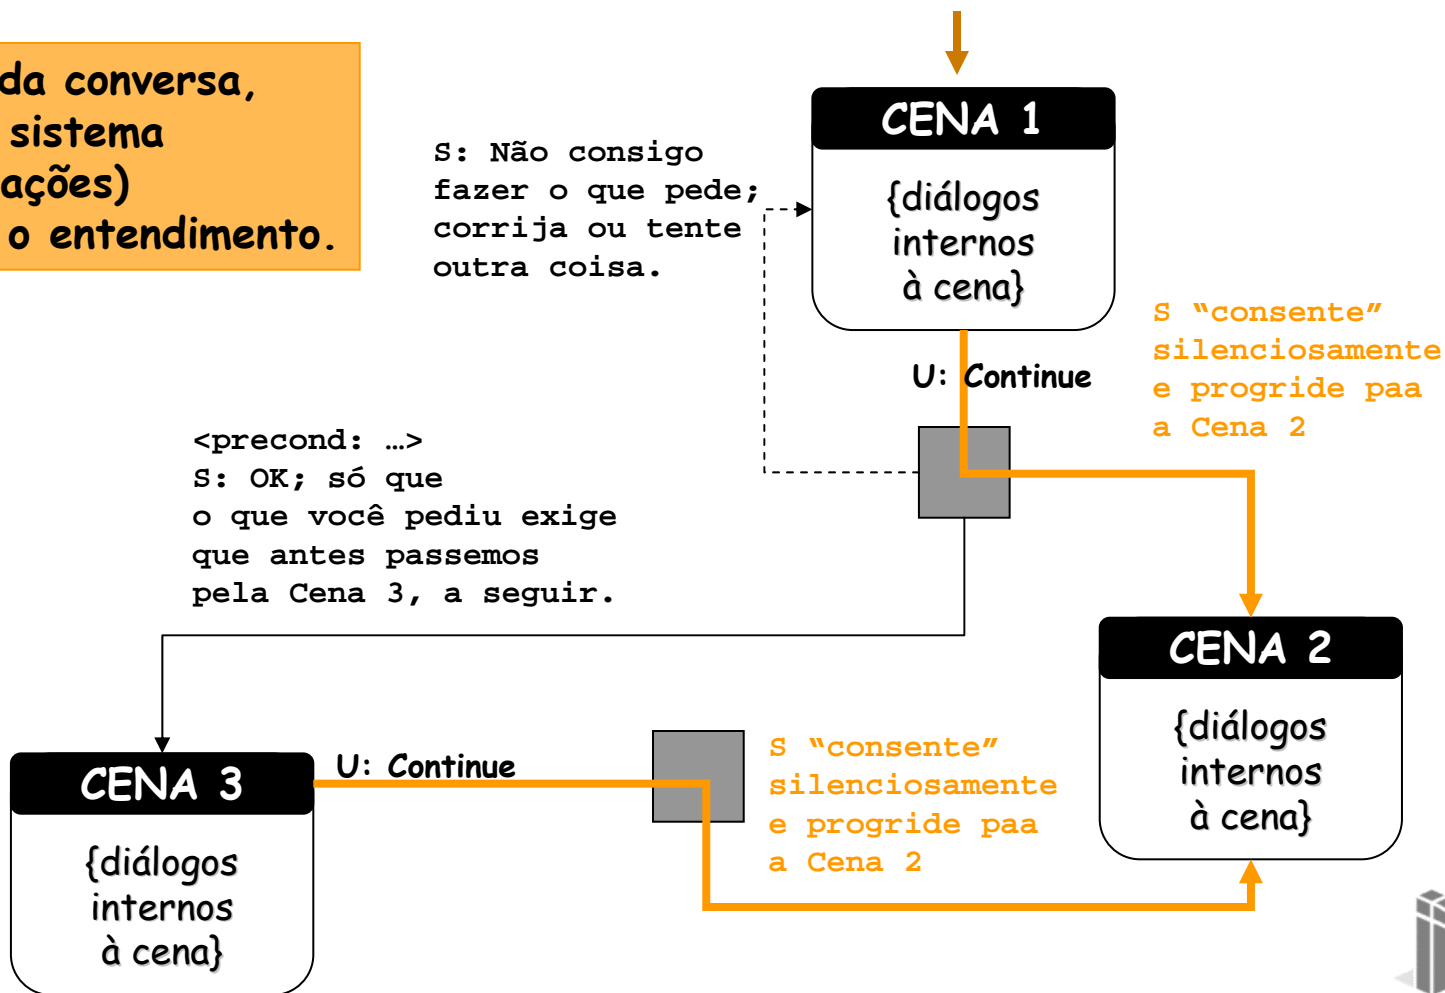 da conversa,
sistema
ações)
o entendimento.
S: Não consigo
fazer o que pede;
corrija ou tente
outra coisa.
CENA 1
{diálogos
internos
à cena}
S “consente”
silenciosamente
e progride paa
a Cena 2
U: Continue
<precond: …>
S: OK; só que
o que você pediu exige
que antes passemos
pela Cena 3, a seguir.
CENA 2
{diálogos
internos
à cena}
CENA 3
{diálogos
internos
à cena}
U: Continue
S “consente”
silenciosamente
e progride paa
a Cena 2